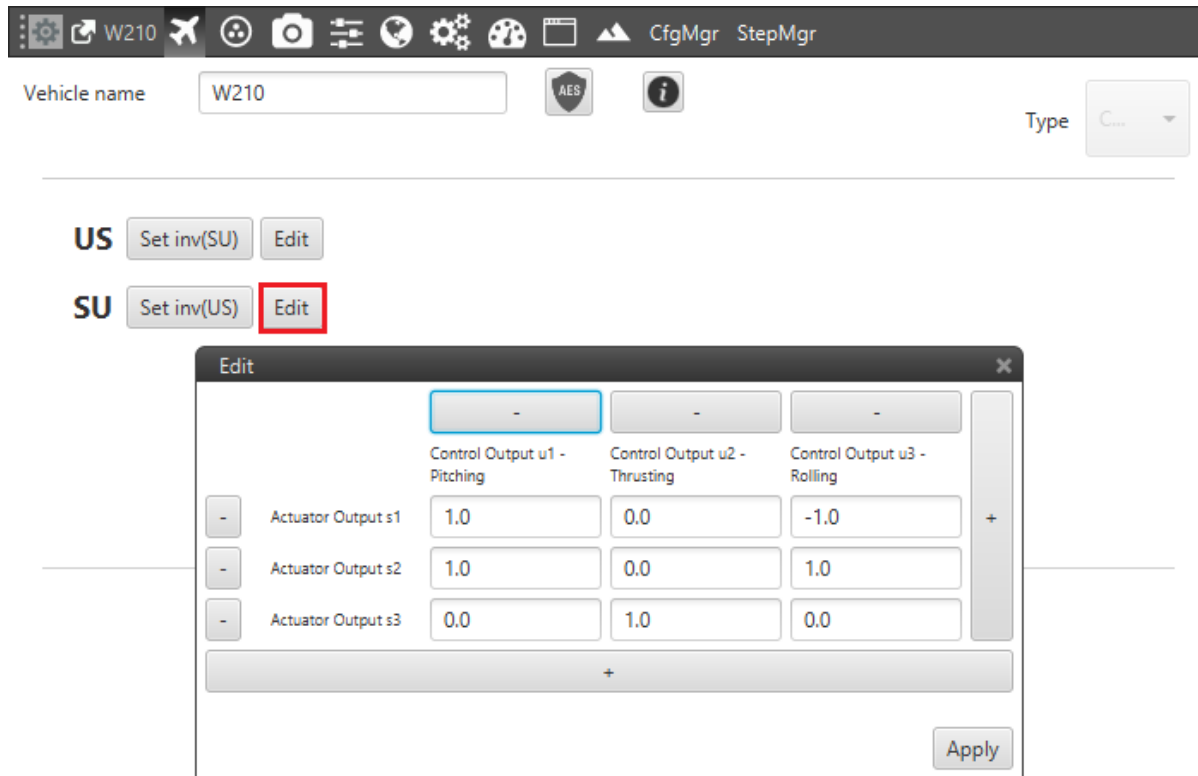 W210 CfgMgr StepMgr
Vehicle name W210 AES i
Type C...
US Set inv(SU) Edit
SU Set inv(US) Edit
Edit
- - -
Control Output u1 - Control Output u2 - Control Output u3 -
Pitching Thrusting Rolling
- Actuator Output s1 1.0 0.0 -1.0 +
- Actuator Output s2 1.0 0.0 1.0
- Actuator Output s3 0.0 1.0 0.0
+
Apply